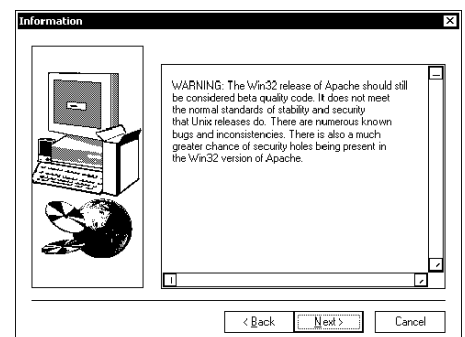 Information
WARNING: The Win32 release of Apache should still
be considered beta quality code. It does not meet
the normal standards of stability and security
that Unix releases do. There are numerous known
bugs and inconsistencies. There is also a much
greater chance of security holes being present in
the Win32 version of Apache.
< Back
Next >
Cancel